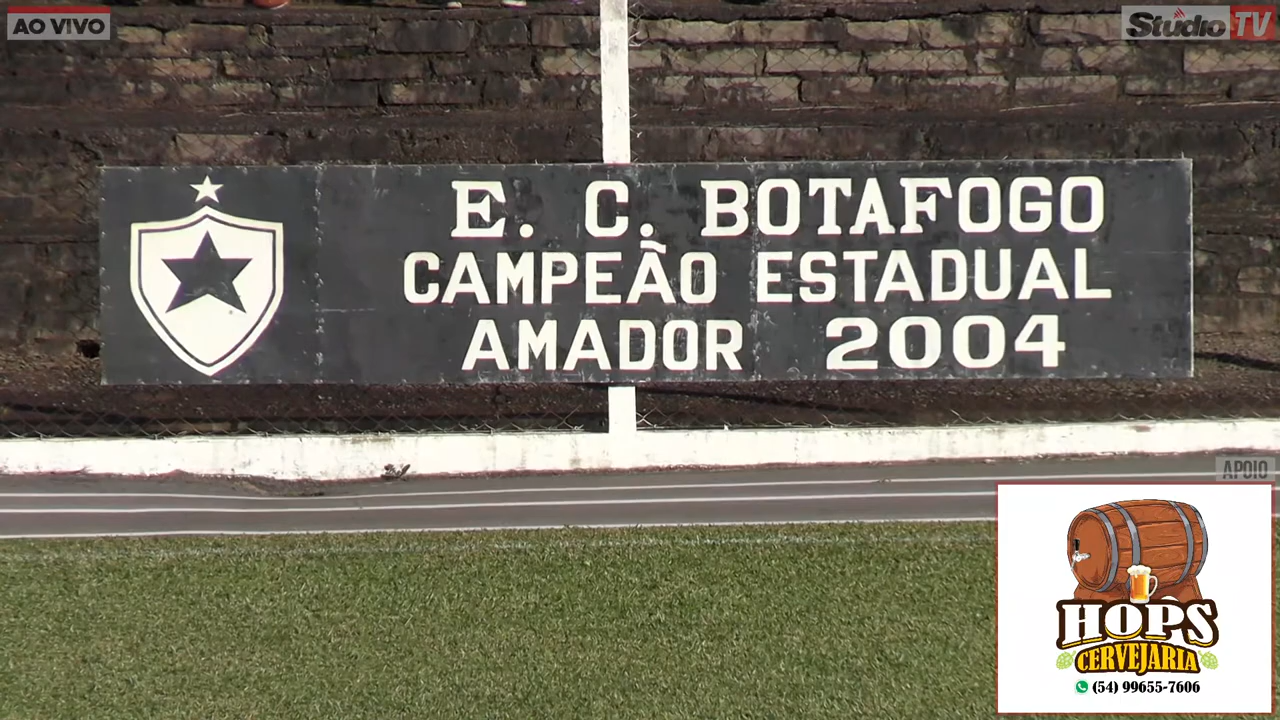 AO VIVO
Studio TV
E. C. BOTAFOGO
CAMPEÃO ESTADUAL
AMADOR 2004
APOIO
HOPS
CERVEJARIA
(54) 99655-7606